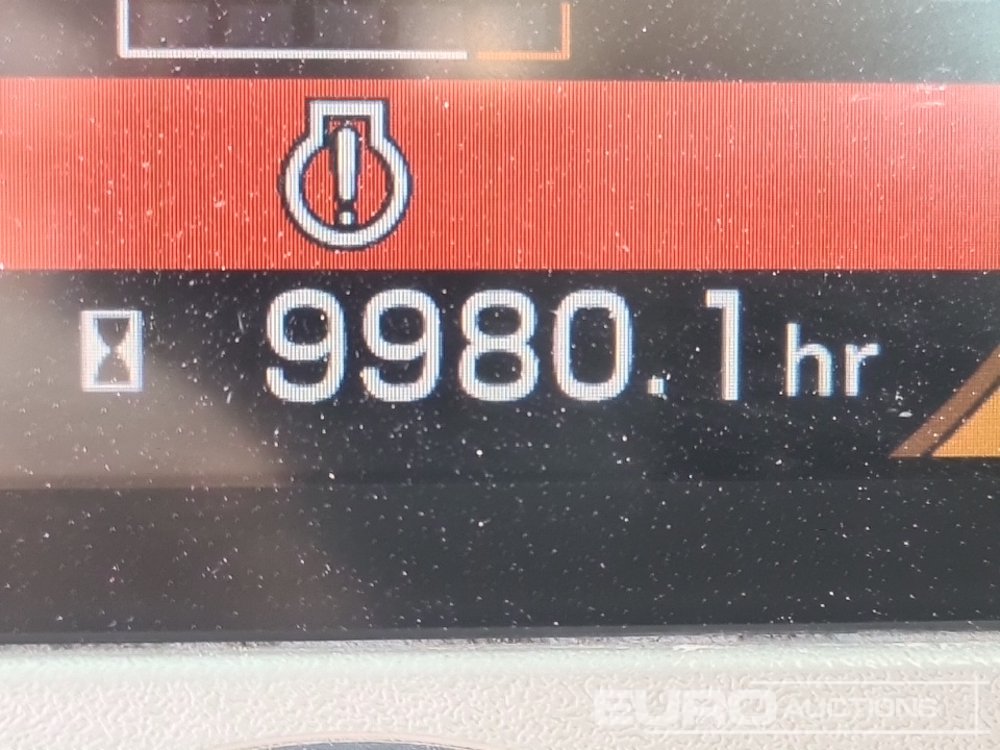 9980.1 hr
EURO AUCTIONS